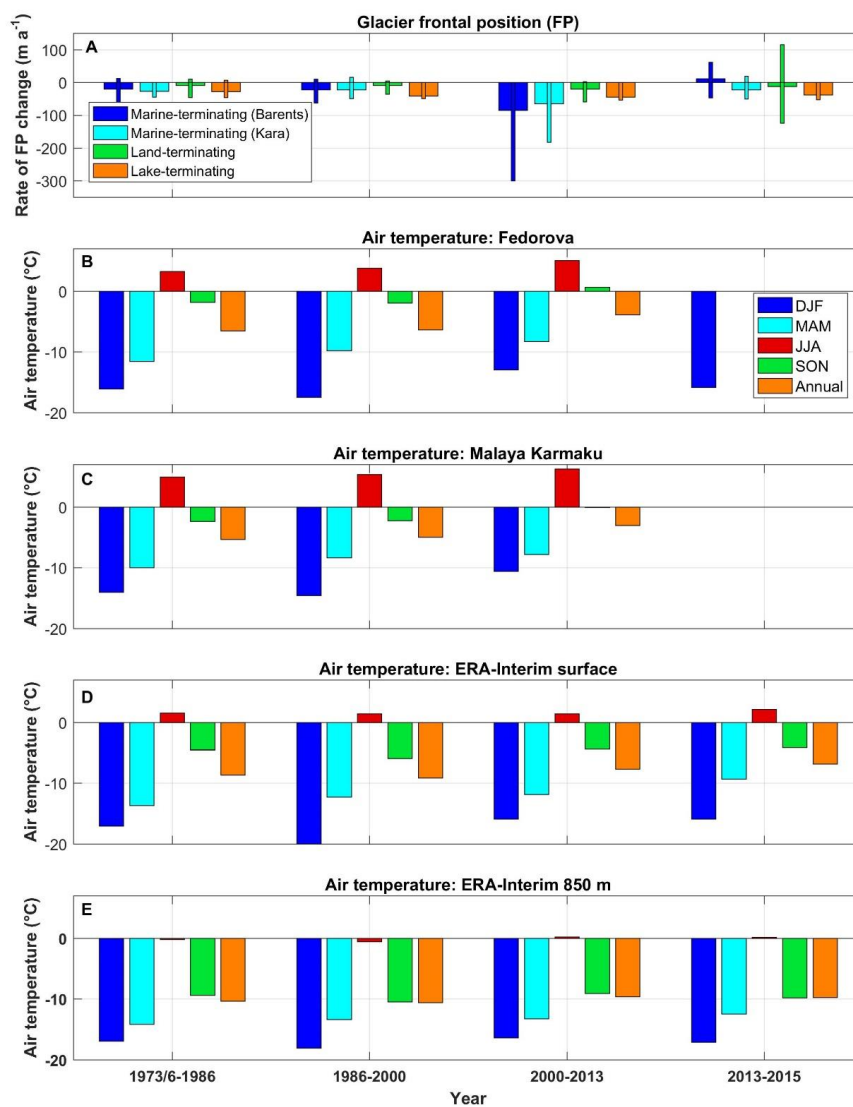 Glacier frontal position (FP)
A
Rate of FP change (m a⁻¹)
100
0
-100
-200
-300
Marine-terminating (Barents)
Marine-terminating (Kara)
Land-terminating
Lake-terminating
Air temperature: Fedorova
B
Air temperature (°C)
0
-10
-20
DJF
MAM
JJA
SON
Annual
Air temperature: Malaya Karmaku
C
Air temperature (°C)
0
-10
-20
Air temperature: ERA-Interim surface
D
Air temperature (°C)
0
-10
-20
Air temperature: ERA-Interim 850 m
E
Air temperature (°C)
0
-10
-20
1973/6-1986
1986-2000
2000-2013
2013-2015
Year